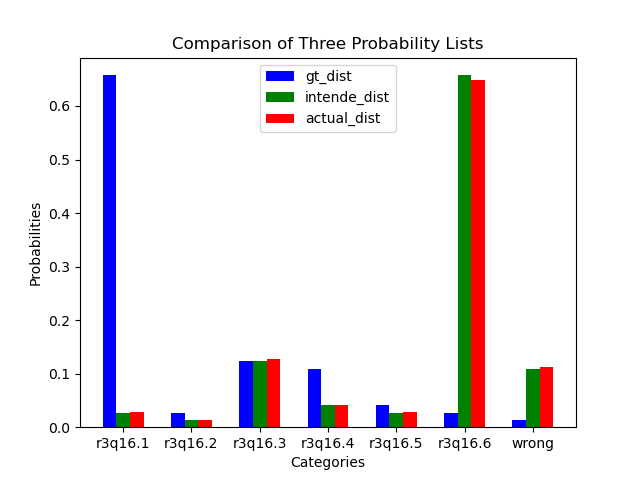 Comparison of Three Probability Lists
gt_dist
intende_dist
actual_dist
Probabilities
0.6
0.5
0.4
0.3
0.2
0.1
0.0
r3q16.1 r3q16.2 r3q16.3 r3q16.4 r3q16.5 r3q16.6 wrong
Categories